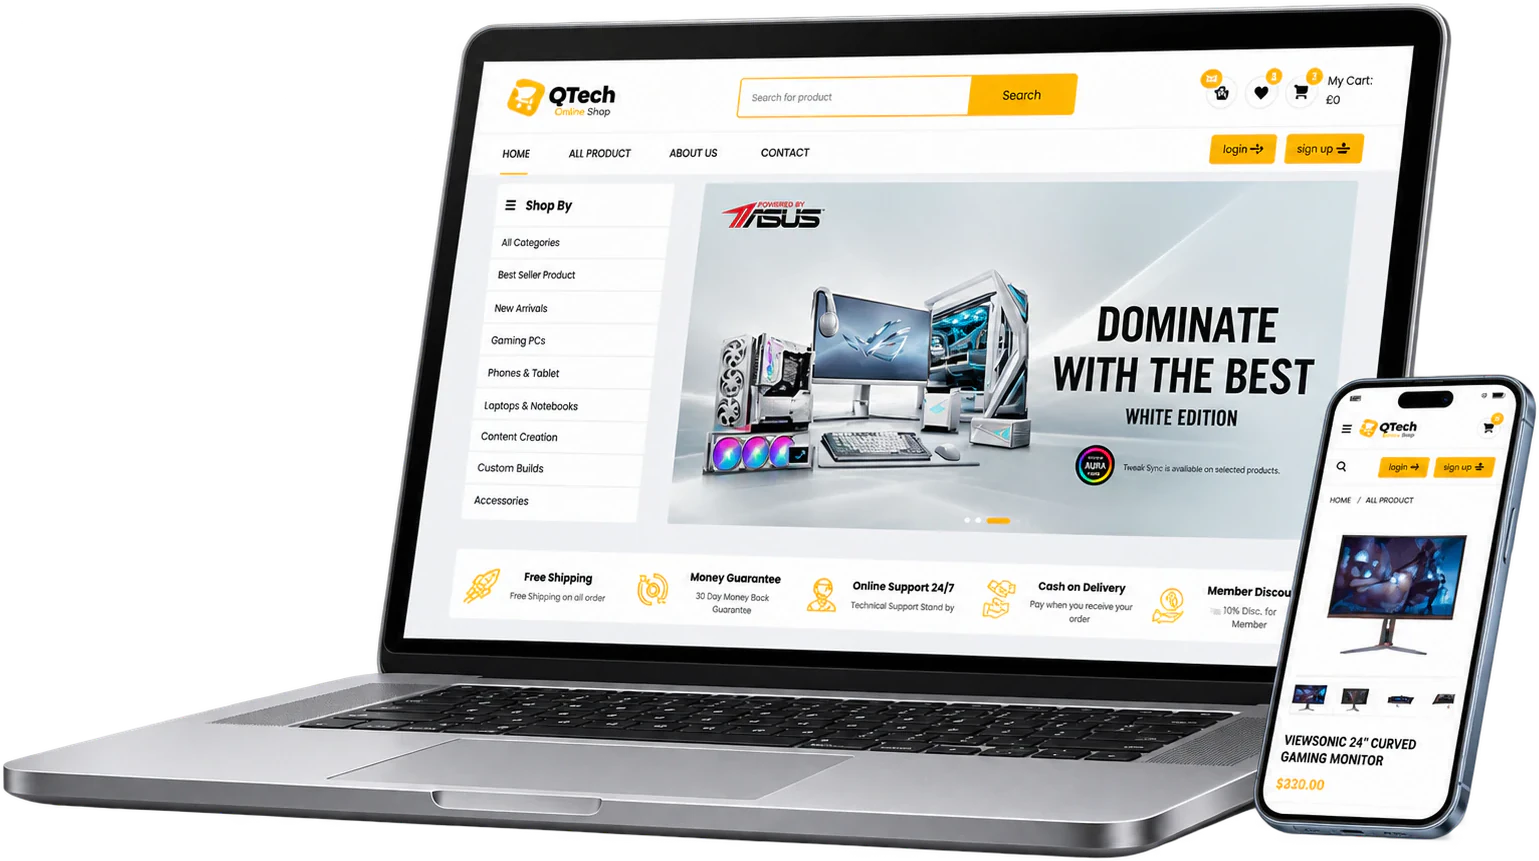 QTech
Online Shop
Search for product
Search
8
3
My Cart:
£0
HOME
ALL PRODUCT
ABOUT US
CONTACT
login
sign up
Shop By
All Categories
Best Seller Product
New Arrivals
Gaming PCs
Phones & Tablet
Laptops & Notebooks
Content Creation
Custom Builds
Accessories
POWERED BY
ASUS
DOMINATE
WITH THE BEST
WHITE EDITION
AURA
Tweak Sync is available on selected products.
Free Shipping
Free Shipping on all order
Money Guarantee
30 Day Money Back
Guarantee
Online Support 24/7
Technical Support Stand by
Cash on Delivery
Pay when you receive your
order
Member Discou
10% Disc. for
Member
QTech
Shop
login
sign up
HOME / ALL PRODUCT
VIEWSONIC 24" CURVED
GAMING MONITOR
$320.00